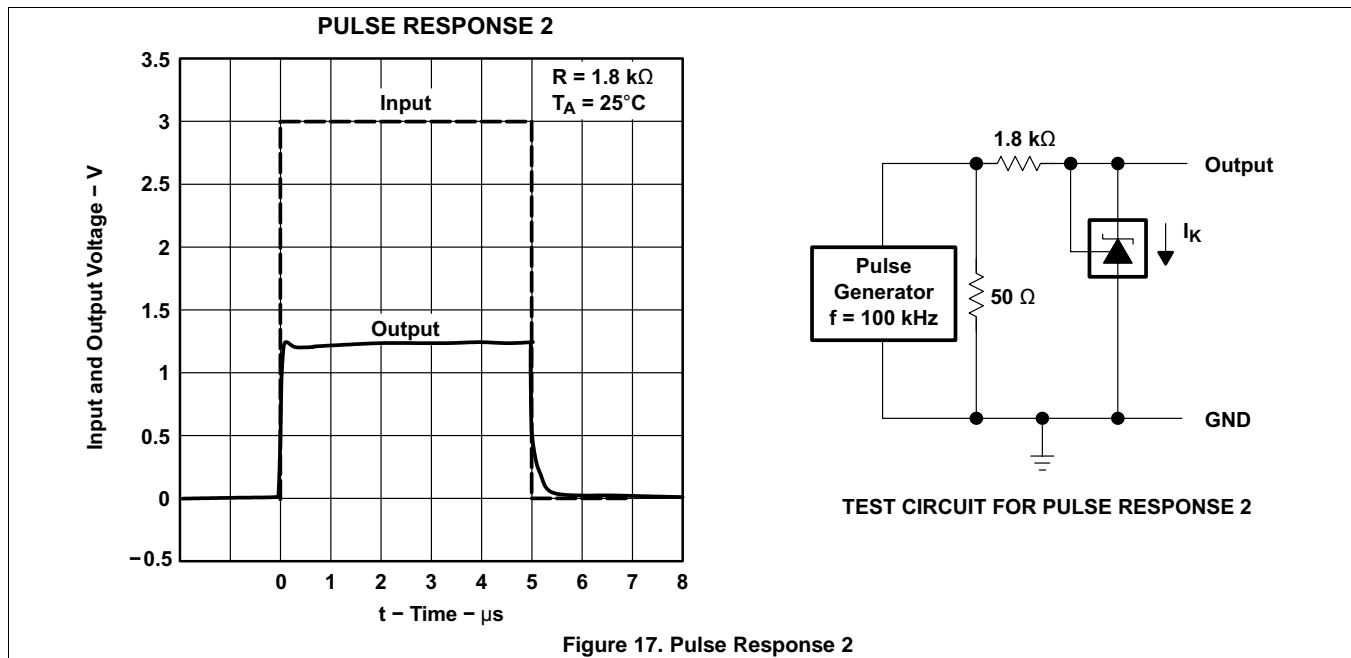 PULSE RESPONSE 2
Input and Output Voltage – V
3.5
3
2.5
2
1.5
1
0.5
0
−0.5
R = 1.8 kΩ
TA = 25°C
Input
Output
0 1 2 3 4 5 6 7 8
t – Time – μs
1.8 kΩ
Output
IK
Pulse
Generator
f = 100 kHz
50 Ω
GND
TEST CIRCUIT FOR PULSE RESPONSE 2
Figure 17. Pulse Response 2